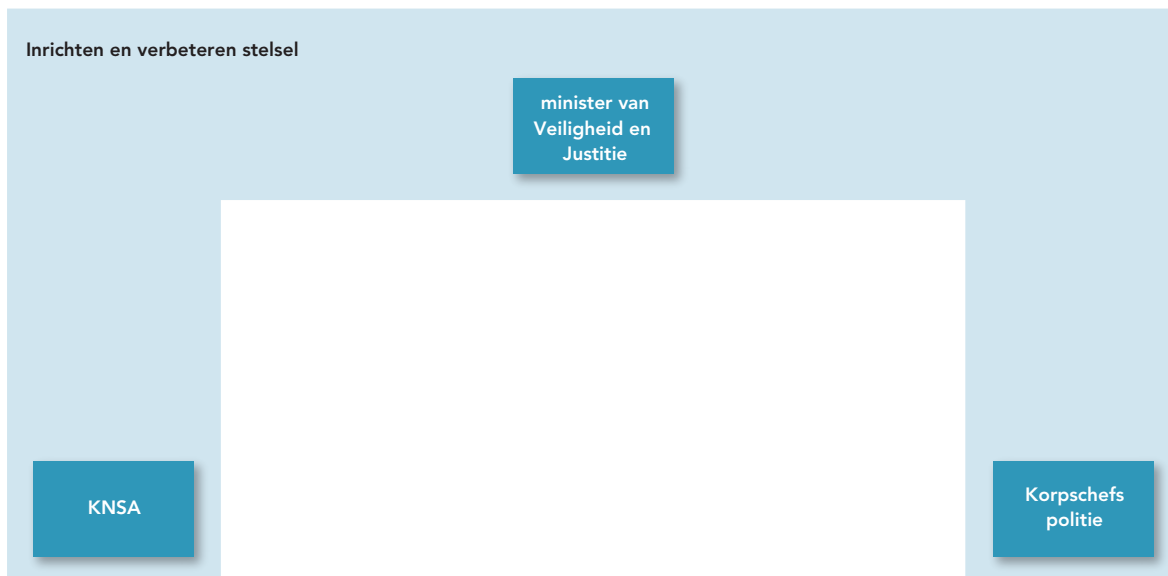 Inrichten en verbeteren stelsel
minister van
Veiligheid en
Justitie
KNSA
Korpschefs
politie